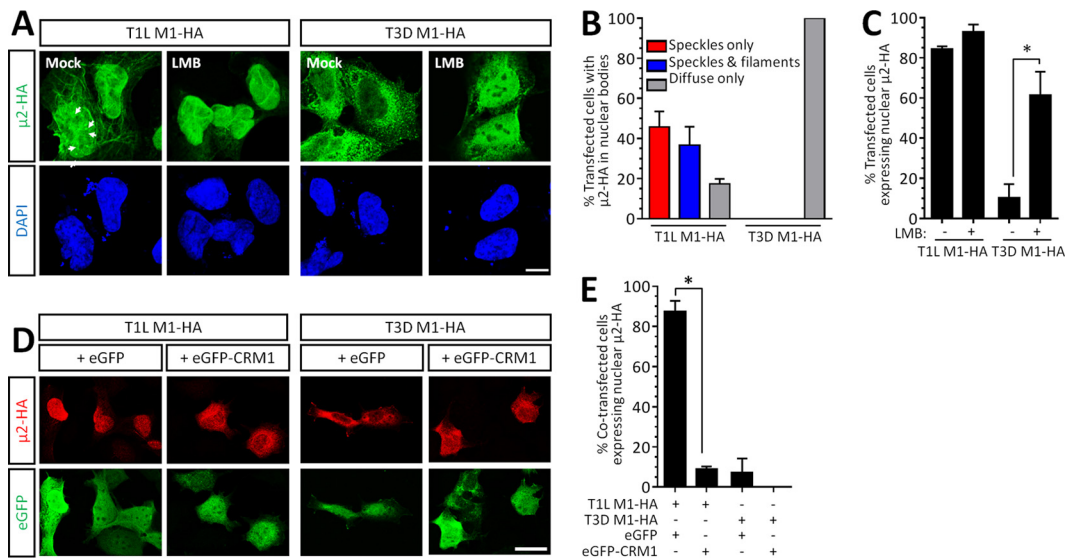 A
T1L M1-HA
T3D M1-HA
Mock
LMB
Mock
LMB
μ2-HA
DAPI
B
% Transfected cells with
μ2-HA in nuclear bodies
100
80
60
40
20
0
Speckles only
Speckles & filaments
Diffuse only
T1L M1-HA
T3D M1-HA
C
% Transfected cells
expressing nuclear μ2-HA
100
80
60
40
20
0
*
LMB:
-
+
-
+
T1L M1-HA
T3D M1-HA
D
T1L M1-HA
T3D M1-HA
+ eGFP
+ eGFP-CRM1
+ eGFP
+ eGFP-CRM1
μ2-HA
eGFP
E
% Co-transfected cells
expressing nuclear μ2-HA
100
80
60
40
20
0
*
T1L M1-HA + + - -
T3D M1-HA - - + +
eGFP + - + -
eGFP-CRM1 - + - +